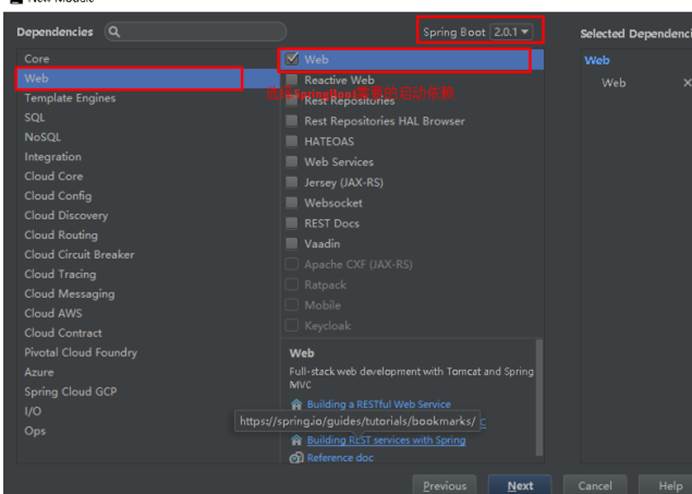 New Module
Dependencies
Spring Boot 2.0.1
Selected Dependenci
Core
Web
Template Engines
SQL
NoSQL
Integration
Cloud Core
Cloud Config
Cloud Discovery
Cloud Routing
Cloud Circuit Breaker
Cloud Tracing
Cloud Messaging
Cloud AWS
Cloud Contract
Pivotal Cloud Foundry
Azure
Spring Cloud GCP
I/O
Ops
Web
Reactive Web
选择SpringBoot需要的启动依赖
Rest Repositories
Rest Repositories HAL Browser
HATEOAS
Web Services
Jersey (JAX-RS)
Websocket
REST Docs
Vaadin
Apache CXF (JAX-RS)
Ratpack
Mobile
Keycloak
Web
Full-stack web development with Tomcat and Spring
MVC
Building a RESTful Web Service
https://spring.io/guides/tutorials/bookmarks/
Building REST services with Spring
Reference doc
Web
Web
Previous
Next
Cancel
Help